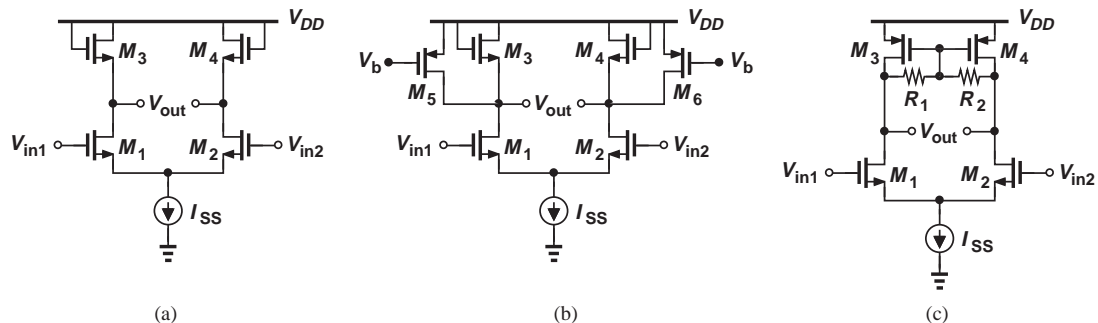 V_DD
M_3
M_4
V_out
V_in1
M_1
M_2
V_in2
I_SS
(a)
V_DD
V_b
M_3
M_4
V_b
M_5
M_6
V_out
V_in1
M_1
M_2
V_in2
I_SS
(b)
V_DD
M_3
M_4
R_1
R_2
V_out
V_in1
M_1
M_2
V_in2
I_SS
(c)